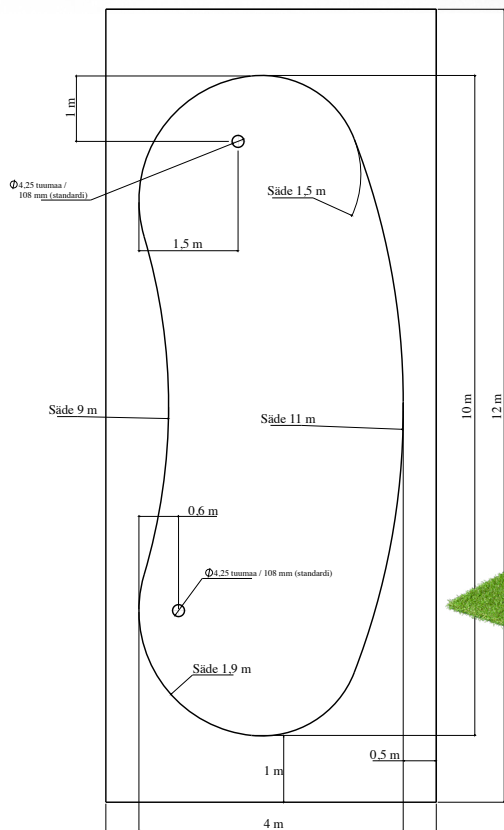 1 m
Φ4,25 tuumaa /
108 mm (standardi)
Säde 1,5 m
1,5 m
Säde 9 m
Säde 11 m
10 m
12 m
0,6 m
Φ4,25 tuumaa / 108 mm (standardi)
Säde 1,9 m
0,5 m
1 m
4 m